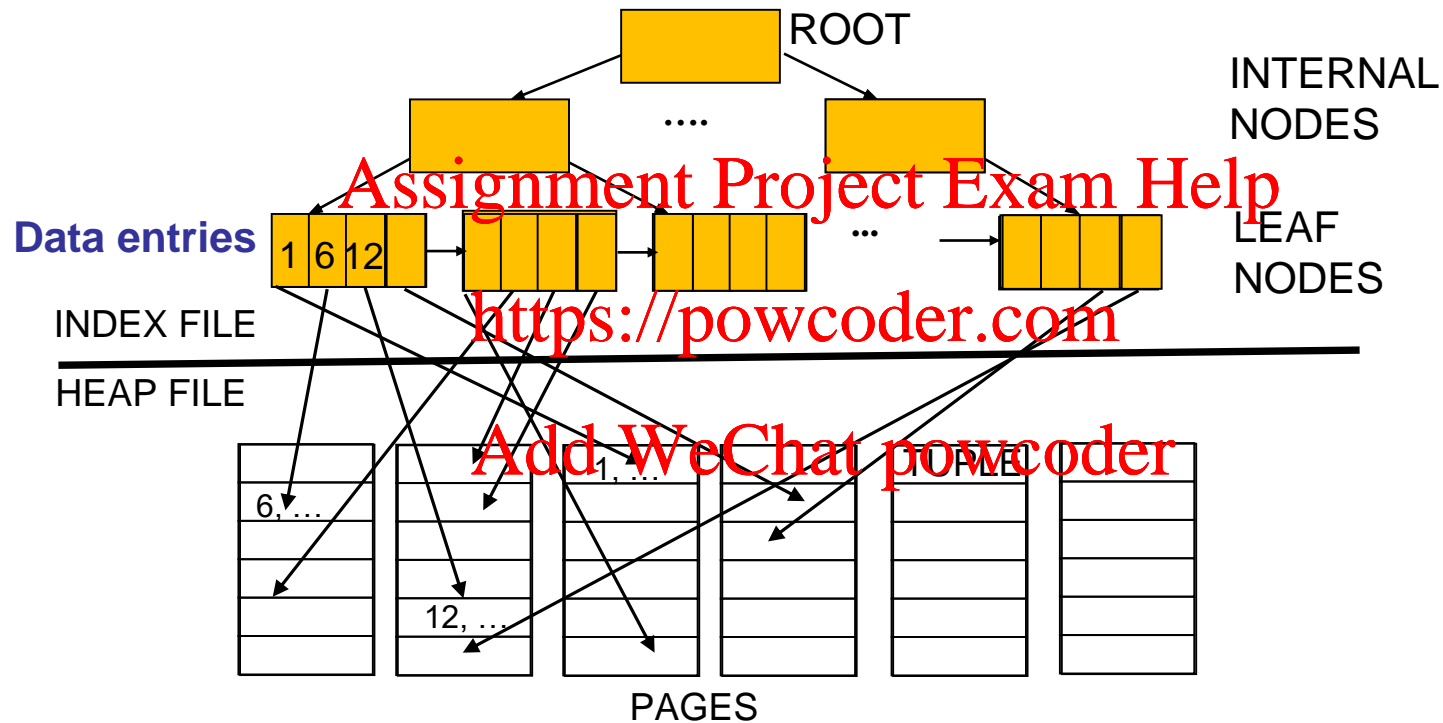 ROOT
INTERNAL
NODES
....
Assignment Project Exam Help
Data entries
1 6 12
...
LEAF
NODES
https://powcoder.com
INDEX FILE
HEAP FILE
Add WeChat powcoder
1, ...
TUPLE
6, ...
12, ...
PAGES